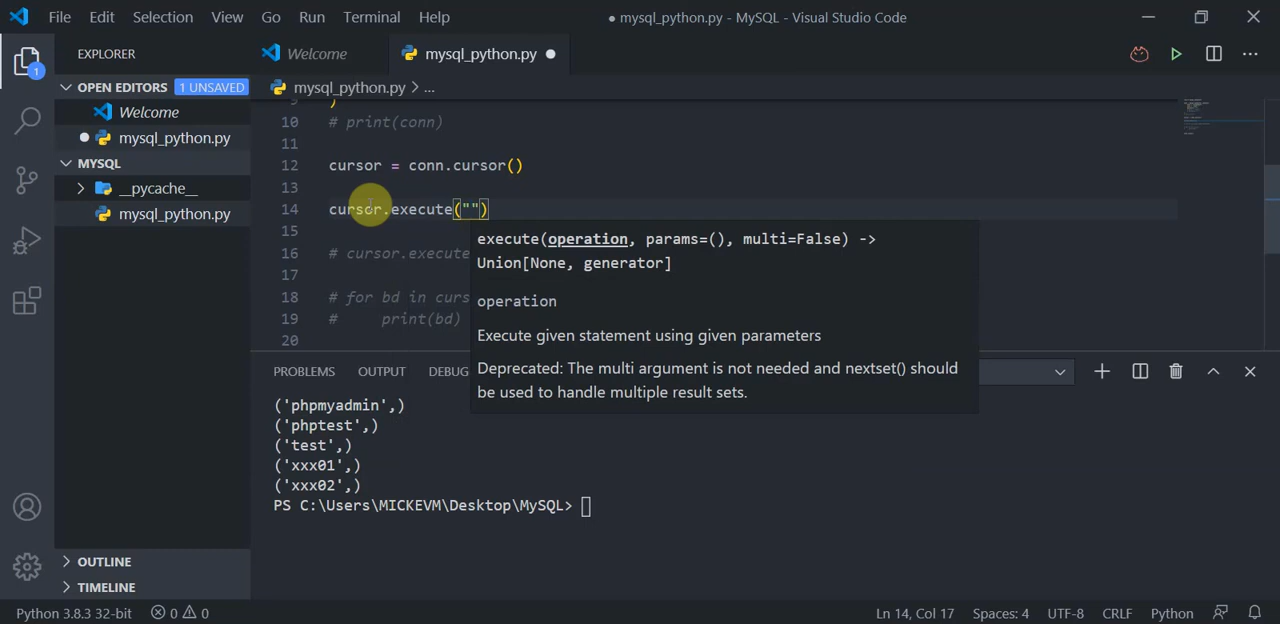 File Edit Selection View Go Run Terminal Help
● mysql_python.py - MySQL - Visual Studio Code
EXPLORER
OPEN EDITORS 1 UNSAVED
Welcome
mysql_python.py
MYSQL
__pycache__
mysql_python.py
OUTLINE
TIMELINE
1
Welcome
mysql_python.py
mysql_python.py > ...
9 )
10 # print(conn)
11
12 cursor = conn.cursor()
13
14 cursor.execute("")
15
16 # cursor.execute
17
18 # for bd in curs
19 #     print(bd)
20
execute(operation, params=(), multi=False) ->
Union[None, generator]
operation
Execute given statement using given parameters
Deprecated: The multi argument is not needed and nextset() should
be used to handle multiple result sets.
PROBLEMS OUTPUT DEBUG
('phpmyadmin',)
('phptest',)
('test',)
('xxx01',)
('xxx02',)
PS C:\Users\MICKEVM\Desktop\MySQL>
Python 3.8.3 32-bit 0 0 Ln 14, Col 17 Spaces: 4 UTF-8 CRLF Python